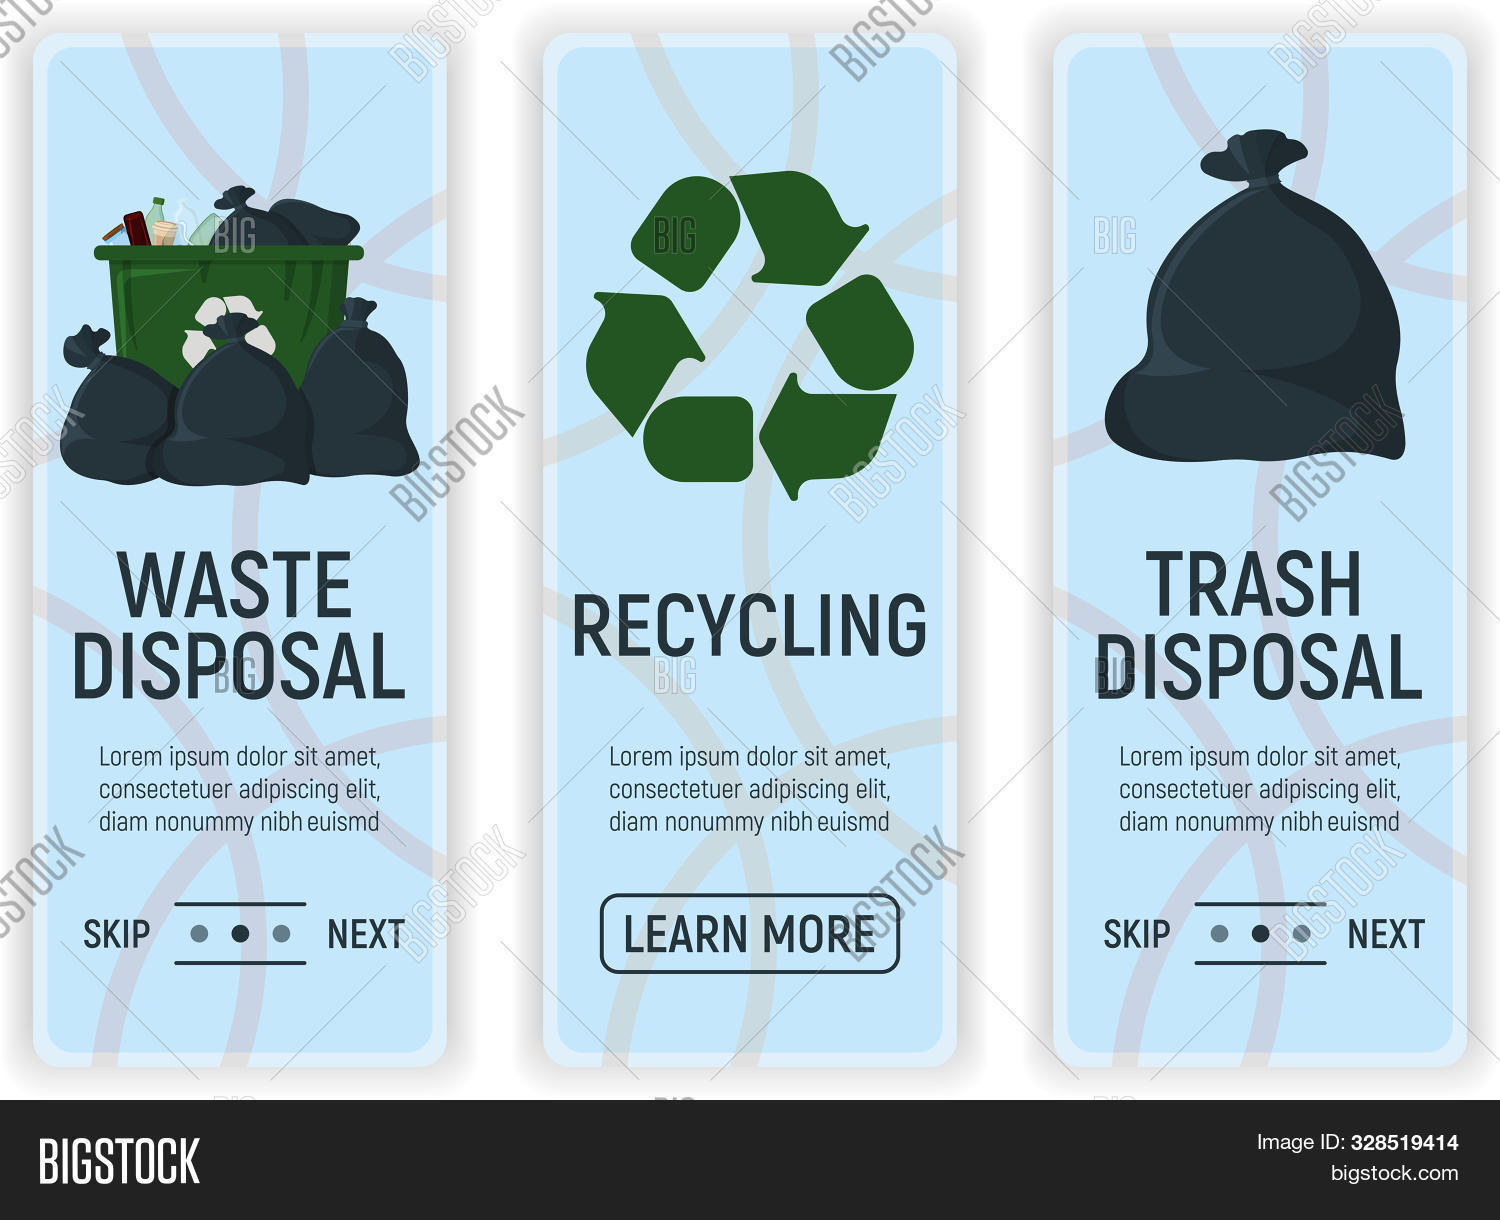 WASTE
DISPOSAL
Lorem ipsum dolor sit amet,
consectetuer adipiscing elit,
diam nonummy nibh euismd
SKIP
NEXT
RECYCLING
Lorem ipsum dolor sit amet,
consectetuer adipiscing elit,
diam nonummy nibh euismd
LEARN MORE
TRASH
DISPOSAL
Lorem ipsum dolor sit amet,
consectetuer adipiscing elit,
diam nonummy nibh euismd
SKIP
NEXT
BIGSTOCK
Image ID: 328519414
bigstock.com